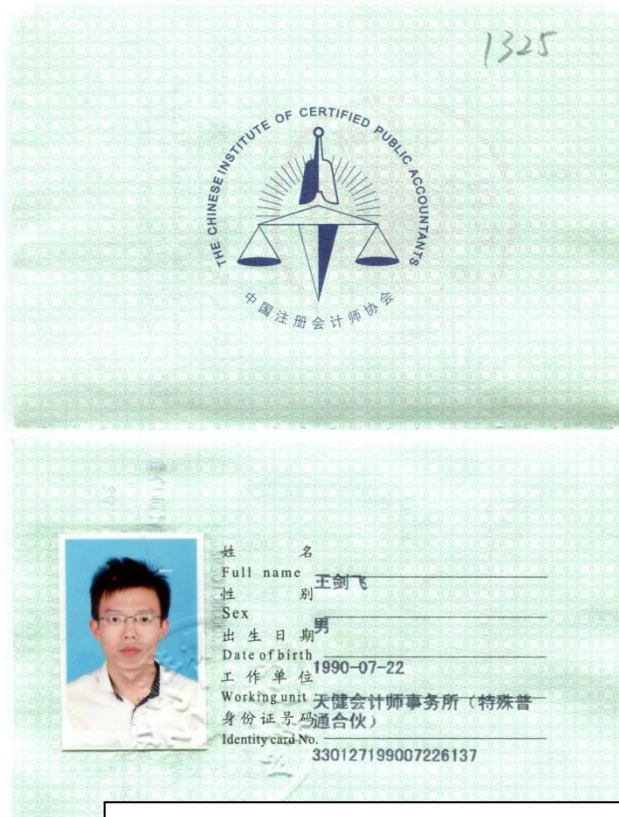 1325
THE CHINESE INSTITUTE OF CERTIFIED PUBLIC ACCOUNTANTS
中国注册会计师协会
姓 名
Full name 王剑飞
性 别
Sex 男
出生日期
Date of birth 1990-07-22
工作单位
Working unit 天健会计师事务所（特殊普
通合伙）
身份证号码
Identity card No. 330127199007226137